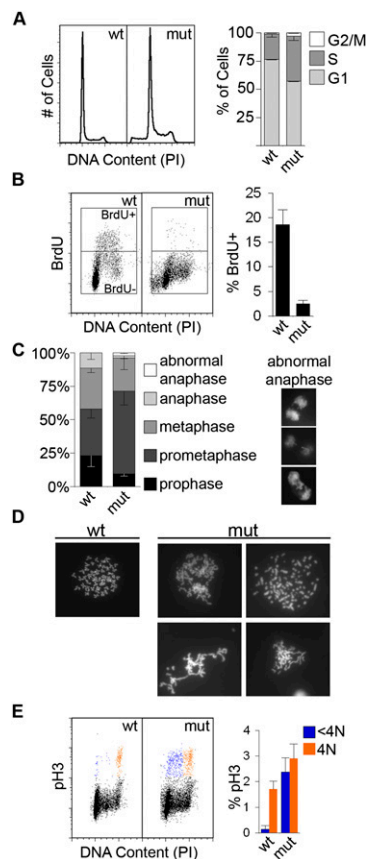 A
wt mut
# of Cells
DNA Content (PI)
100
75
50
25
0
% of Cells
wt mut
G2/M
S
G1
B
wt mut
BrdU+
BrdU-
BrdU
DNA Content (PI)
25
20
15
10
5
0
% BrdU+
wt mut
C
100%
75%
50%
25%
0%
wt mut
abnormal
anaphase
anaphase
metaphase
prometaphase
prophase
abnormal
anaphase
D
wt mut
E
wt mut
pH3
DNA Content (PI)
4
3
2
1
0
% pH3
wt mut
<4N
4N